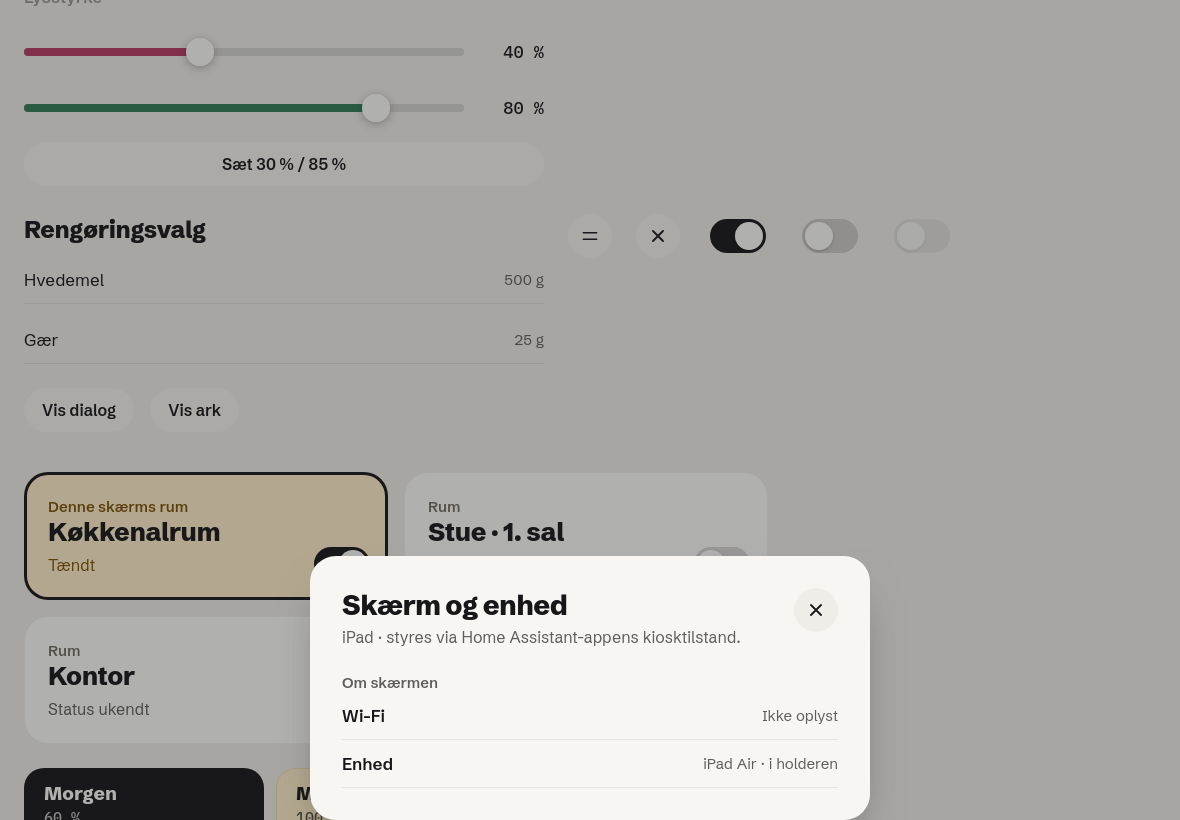 Lysstyrke
40 %
80 %
Sæt 30 % / 85 %
Rengøringsvalg
Hvedemel 500 g
Gær 25 g
Vis dialog Vis ark
Denne skærms rum
Køkkenalrum
Tændt
Rum
Stue · 1. sal
Rum
Kontor
Status ukendt
Skærm og enhed
iPad · styres via Home Assistant-appens kiosktilstand.
Om skærmen
Wi-Fi Ikke oplyst
Enhed iPad Air · i holderen
Morgen
60 %
100